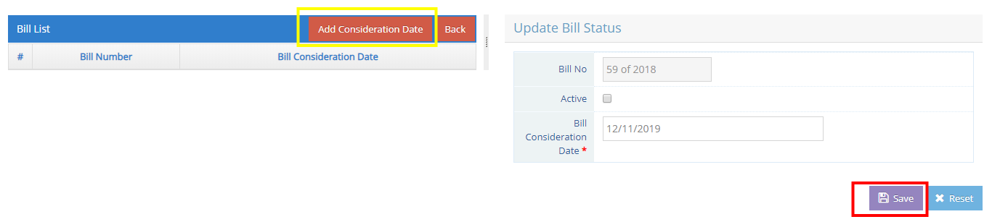 Bill List
Add Consideration Date
Back
#
Bill Number
Bill Consideration Date
Update Bill Status
Bill No
59 of 2018
Active
Bill
Consideration
Date *
12/11/2019
Save
Reset